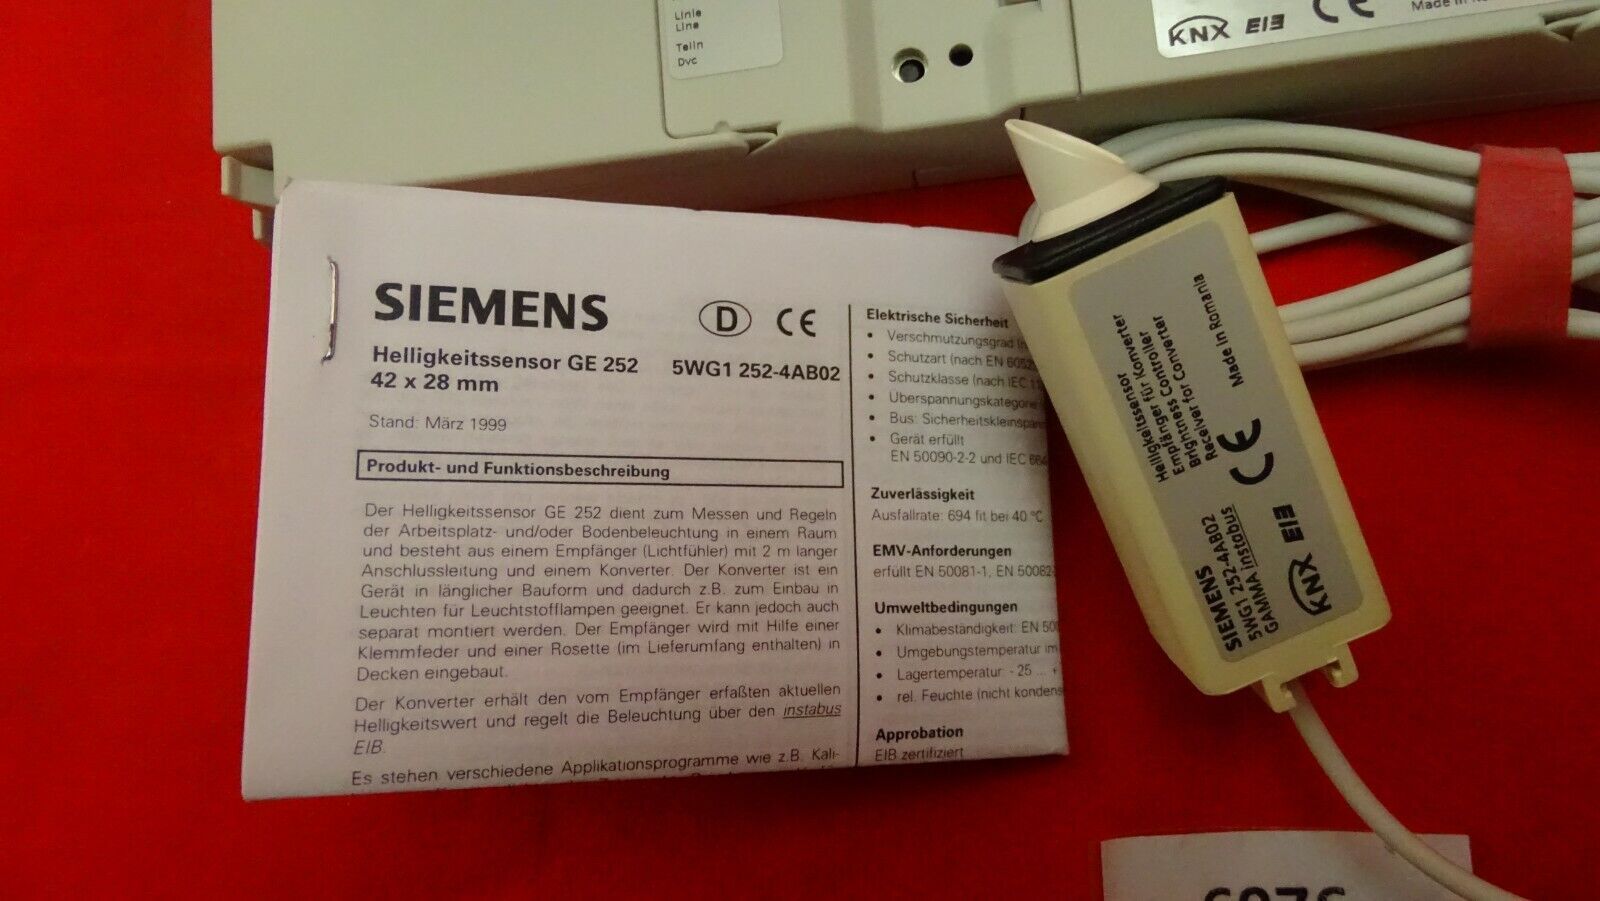 Linie
Line
Telln
Dvc
KNX EIB CE
Made in
SIEMENS
D CE
Helligkeitssensor GE 252 5WG1 252-4AB02
42 x 28 mm
Stand: März 1999
Produkt- und Funktionsbeschreibung
Der Helligkeitssensor GE 252 dient zum Messen und Regeln
der Arbeitsplatz- und/oder Bodenbeleuchtung in einem Raum
und besteht aus einem Empfänger (Lichtfühler) mit 2 m langer
Anschlussleitung und einem Konverter. Der Konverter ist ein
Gerät in länglicher Bauform und dadurch z.B. zum Einbau in
Leuchten für Leuchtstofflampen geeignet. Er kann jedoch auch
separat montiert werden. Der Empfänger wird mit Hilfe einer
Klemmfeder und einer Rosette (im Lieferumfang enthalten) in
Decken eingebaut.
Der Konverter erhält den vom Empfänger erfaßten aktuellen
Helligkeitswert und regelt die Beleuchtung über den instabus
EIB.
Es stehen verschiedene Applikationsprogramme wie z.B. Kali-
Elektrische Sicherheit
• Verschmutzungsgrad
• Schutzart (nach EN 6052
• Schutzklasse (nach IEC
• Überspannungskategorie
• Bus: Sicherheitskleinspan
• Gerät erfüllt
EN 50090-2-2 und IEC 664
Zuverlässigkeit
Ausfallrate: 694 fit bei 40 °C
EMV-Anforderungen
erfüllt EN 50081-1, EN 50082-
Umweltbedingungen
• Klimabeständigkeit: EN 500
• Umgebungstemperatur im
• Lagertemperatur: - 25 ... +
• rel. Feuchte (nicht kondens
Approbation
EIB zertifiziert
Helligkeitssensor
Empfänger für Konverter
Brightness Controller
Receiver for Converter
CE Made in Romania
SIEMENS
5WG1 252-4AB02
GAMMA instabus
KNX EIB
6976